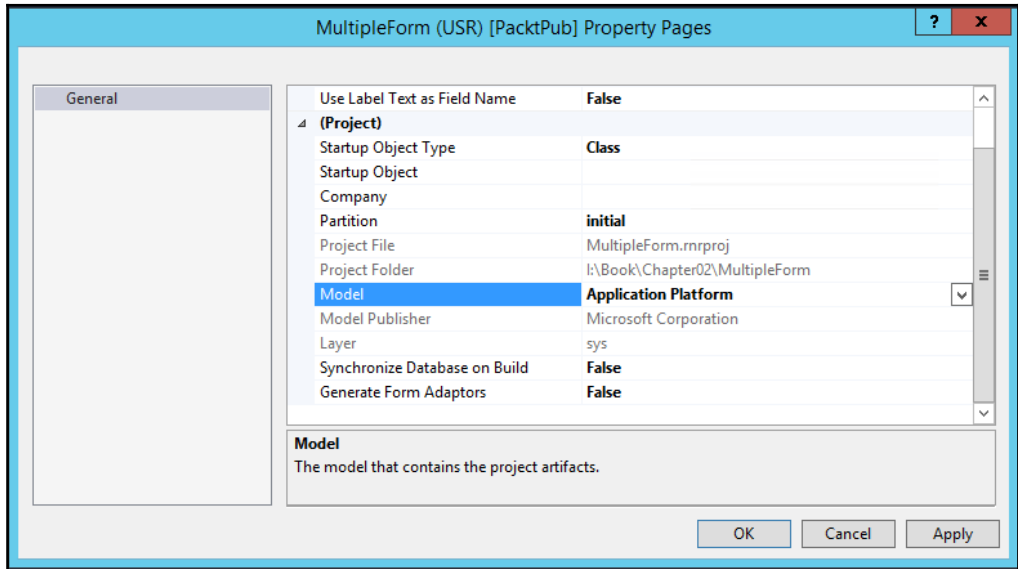 MultipleForm (USR) [PacktPub] Property Pages
? x
General
Use Label Text as Field Name False
(Project)
Startup Object Type Class
Startup Object
Company
Partition initial
Project File MultipleForm.rnrproj
Project Folder I:\Book\Chapter02\MultipleForm
Model Application Platform
Model Publisher Microsoft Corporation
Layer sys
Synchronize Database on Build False
Generate Form Adaptors False
Model
The model that contains the project artifacts.
OK Cancel Apply